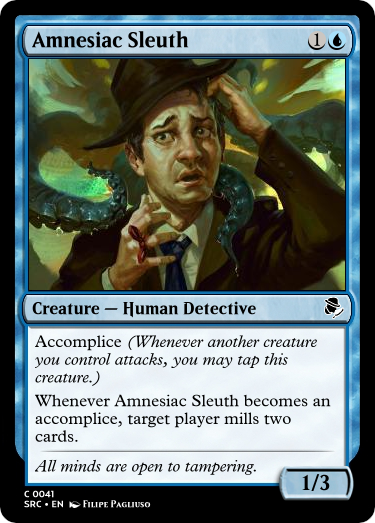 Amnesiac Sleuth 1
Creature — Human Detective
Accomplice (Whenever another creature
you control attacks, you may tap this
creature.)
Whenever Amnesiac Sleuth becomes an
accomplice, target player mills two
cards.
All minds are open to tampering.
1/3
C 0041
SRC • EN Filipe Pagliuso